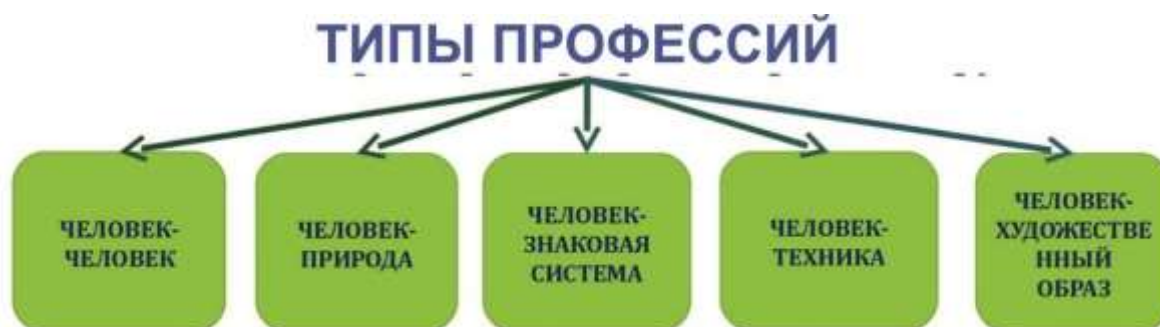 ТИПЫ ПРОФЕССИЙ
ЧЕЛОВЕК-
ЧЕЛОВЕК
ЧЕЛОВЕК-
ПРИРОДА
ЧЕЛОВЕК-
ЗНАКОВАЯ
СИСТЕМА
ЧЕЛОВЕК-
ТЕХНИКА
ЧЕЛОВЕК-
ХУДОЖЕСТВЕ
ННЫЙ
ОБРАЗ